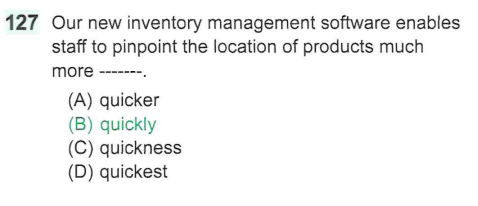 127 Our new inventory management software enables
staff to pinpoint the location of products much
more -------.
(A) quicker
(B) quickly
(C) quickness
(D) quickest